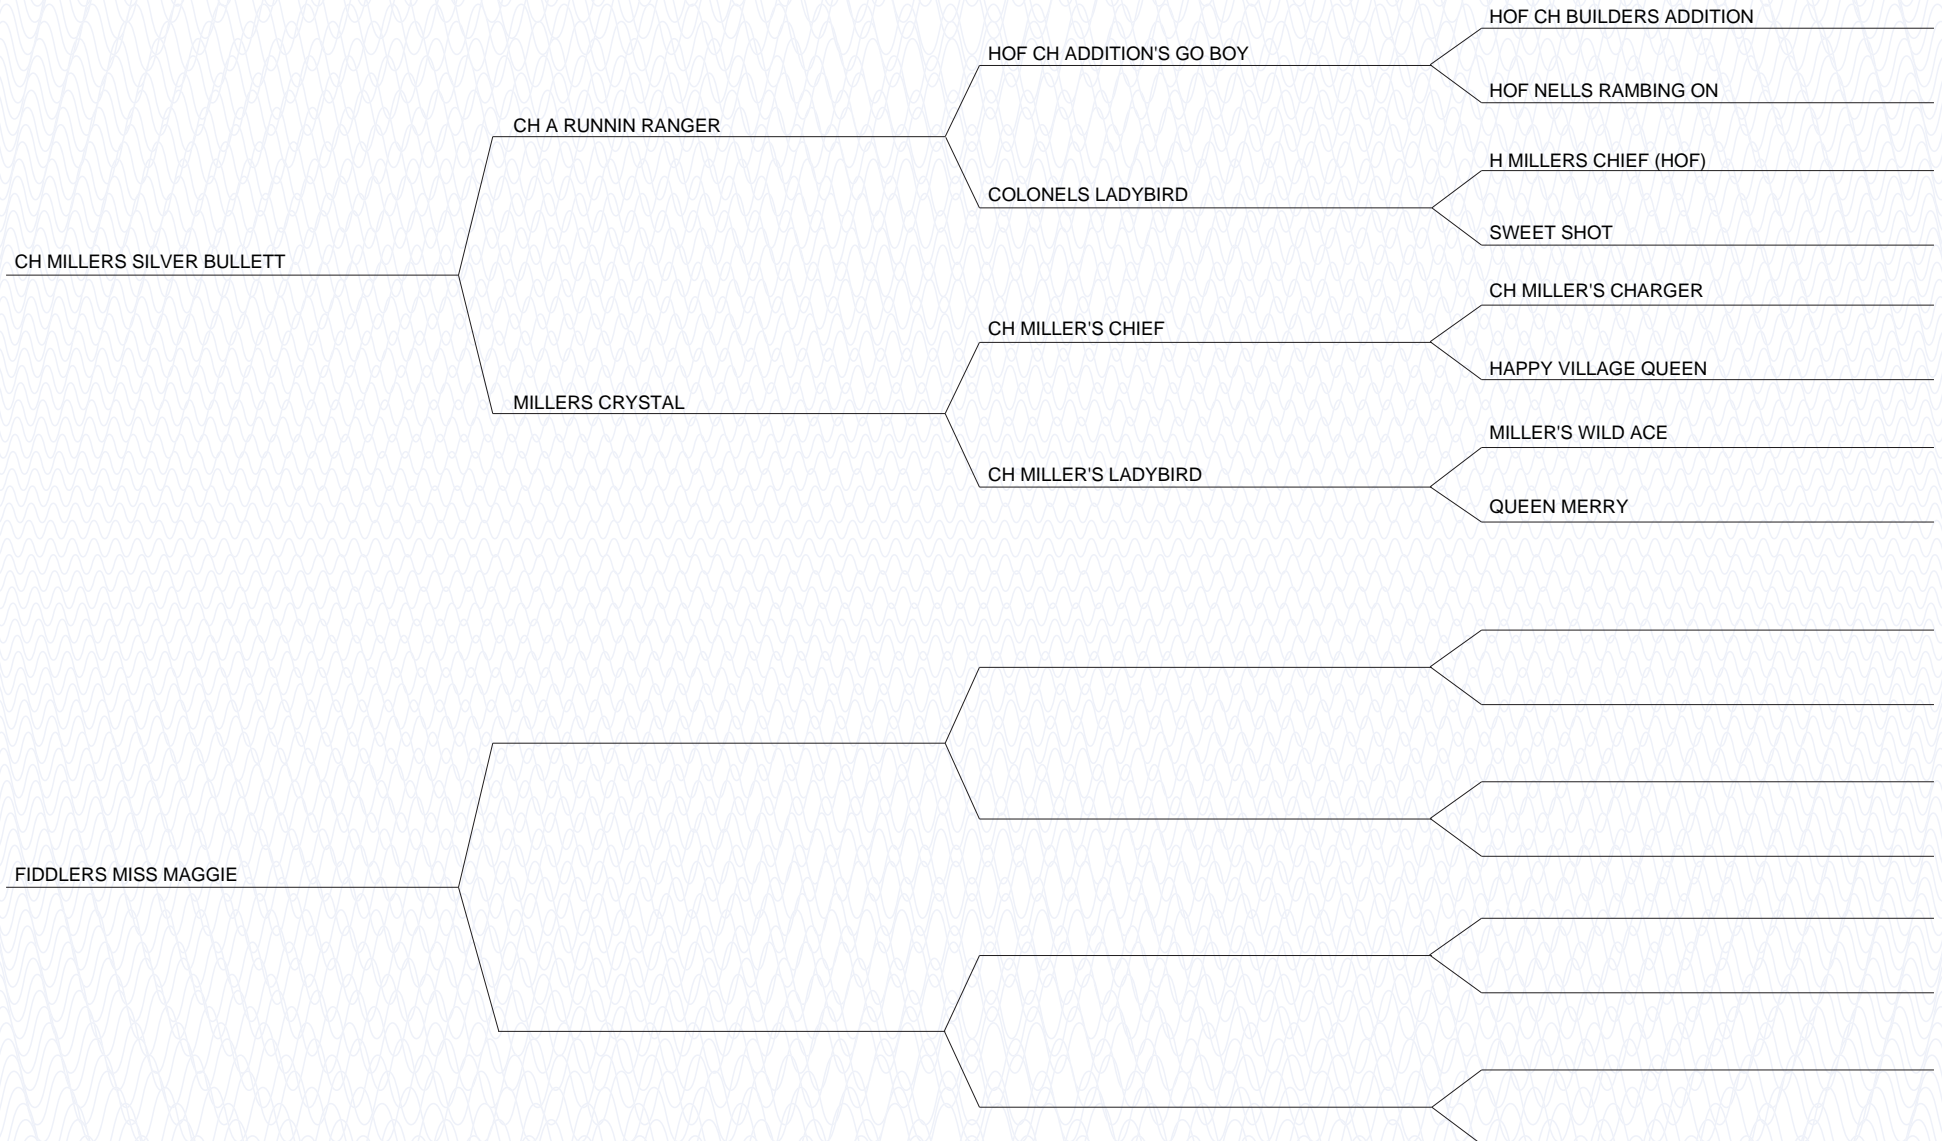 HOF CH BUILDERS ADDITION
HOF CH ADDITION'S GO BOY
HOF NELLS RAMBING ON
CH A RUNNIN RANGER
H MILLERS CHIEF (HOF)
COLONELS LADYBIRD
SWEET SHOT
CH MILLERS SILVER BULLETT
CH MILLER'S CHARGER
CH MILLER'S CHIEF
HAPPY VILLAGE QUEEN
MILLERS CRYSTAL
MILLER'S WILD ACE
CH MILLER'S LADYBIRD
QUEEN MERRY
FIDDLERS MISS MAGGIE